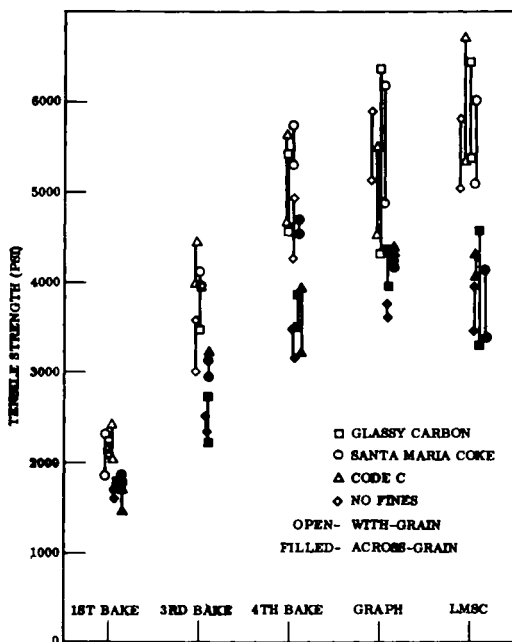 TENSILE STRENGTH (PSI)
6000
5000
4000
3000
2000
1000
0
GLASSY CARBON
SANTA MARIA COKE
CODE C
NO FINES
OPEN- WITH-GRAIN
FILLED- ACROSS-GRAIN
1ST BAKE 3RD BAKE 4TH BAKE GRAPH LMSC